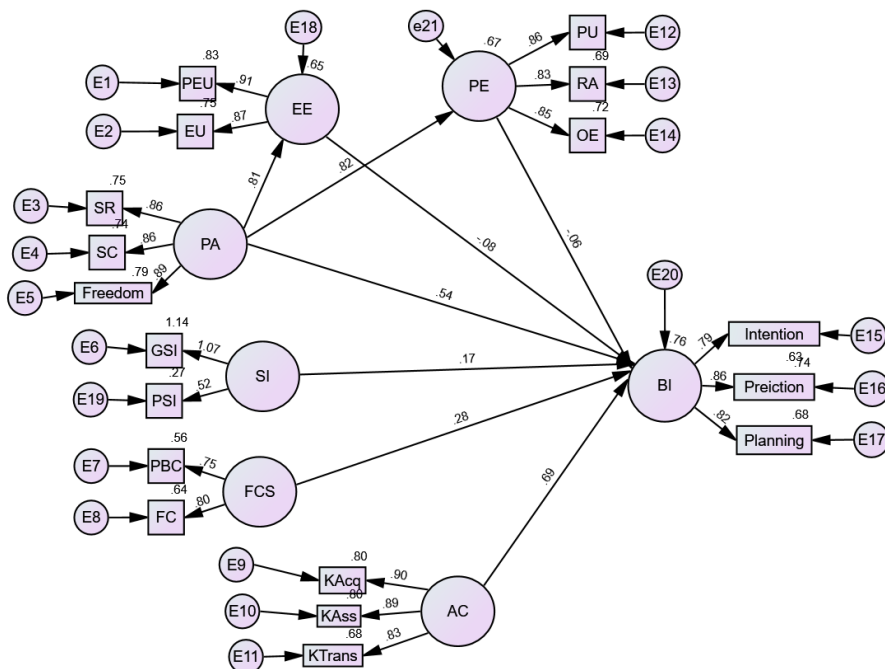 E18
e21
.83
.65
.67
.86
PU
E12
E1
PEU
.91
EE
PE
.69
.83
RA
E13
.75
E2
EU
.87
.72
.85
OE
E14
.81
.82
.75
E3
SR
.86
.74
PA
E4
SC
.86
.79
.89
E5
Freedom
-.08
-.06
.54
E20
1.14
E6
GSI
1.07
.76
.79
Intention
E15
.63
.74
SI
.17
BI
.86
Preiction
E16
.27
E19
PSI
.52
.82
.68
Planning
E17
.56
E7
PBC
.75
.28
.64
FCS
E8
FC
.80
.69
.80
E9
KAcq
.90
.80
E10
KAss
.89
AC
.68
.83
E11
KTrans